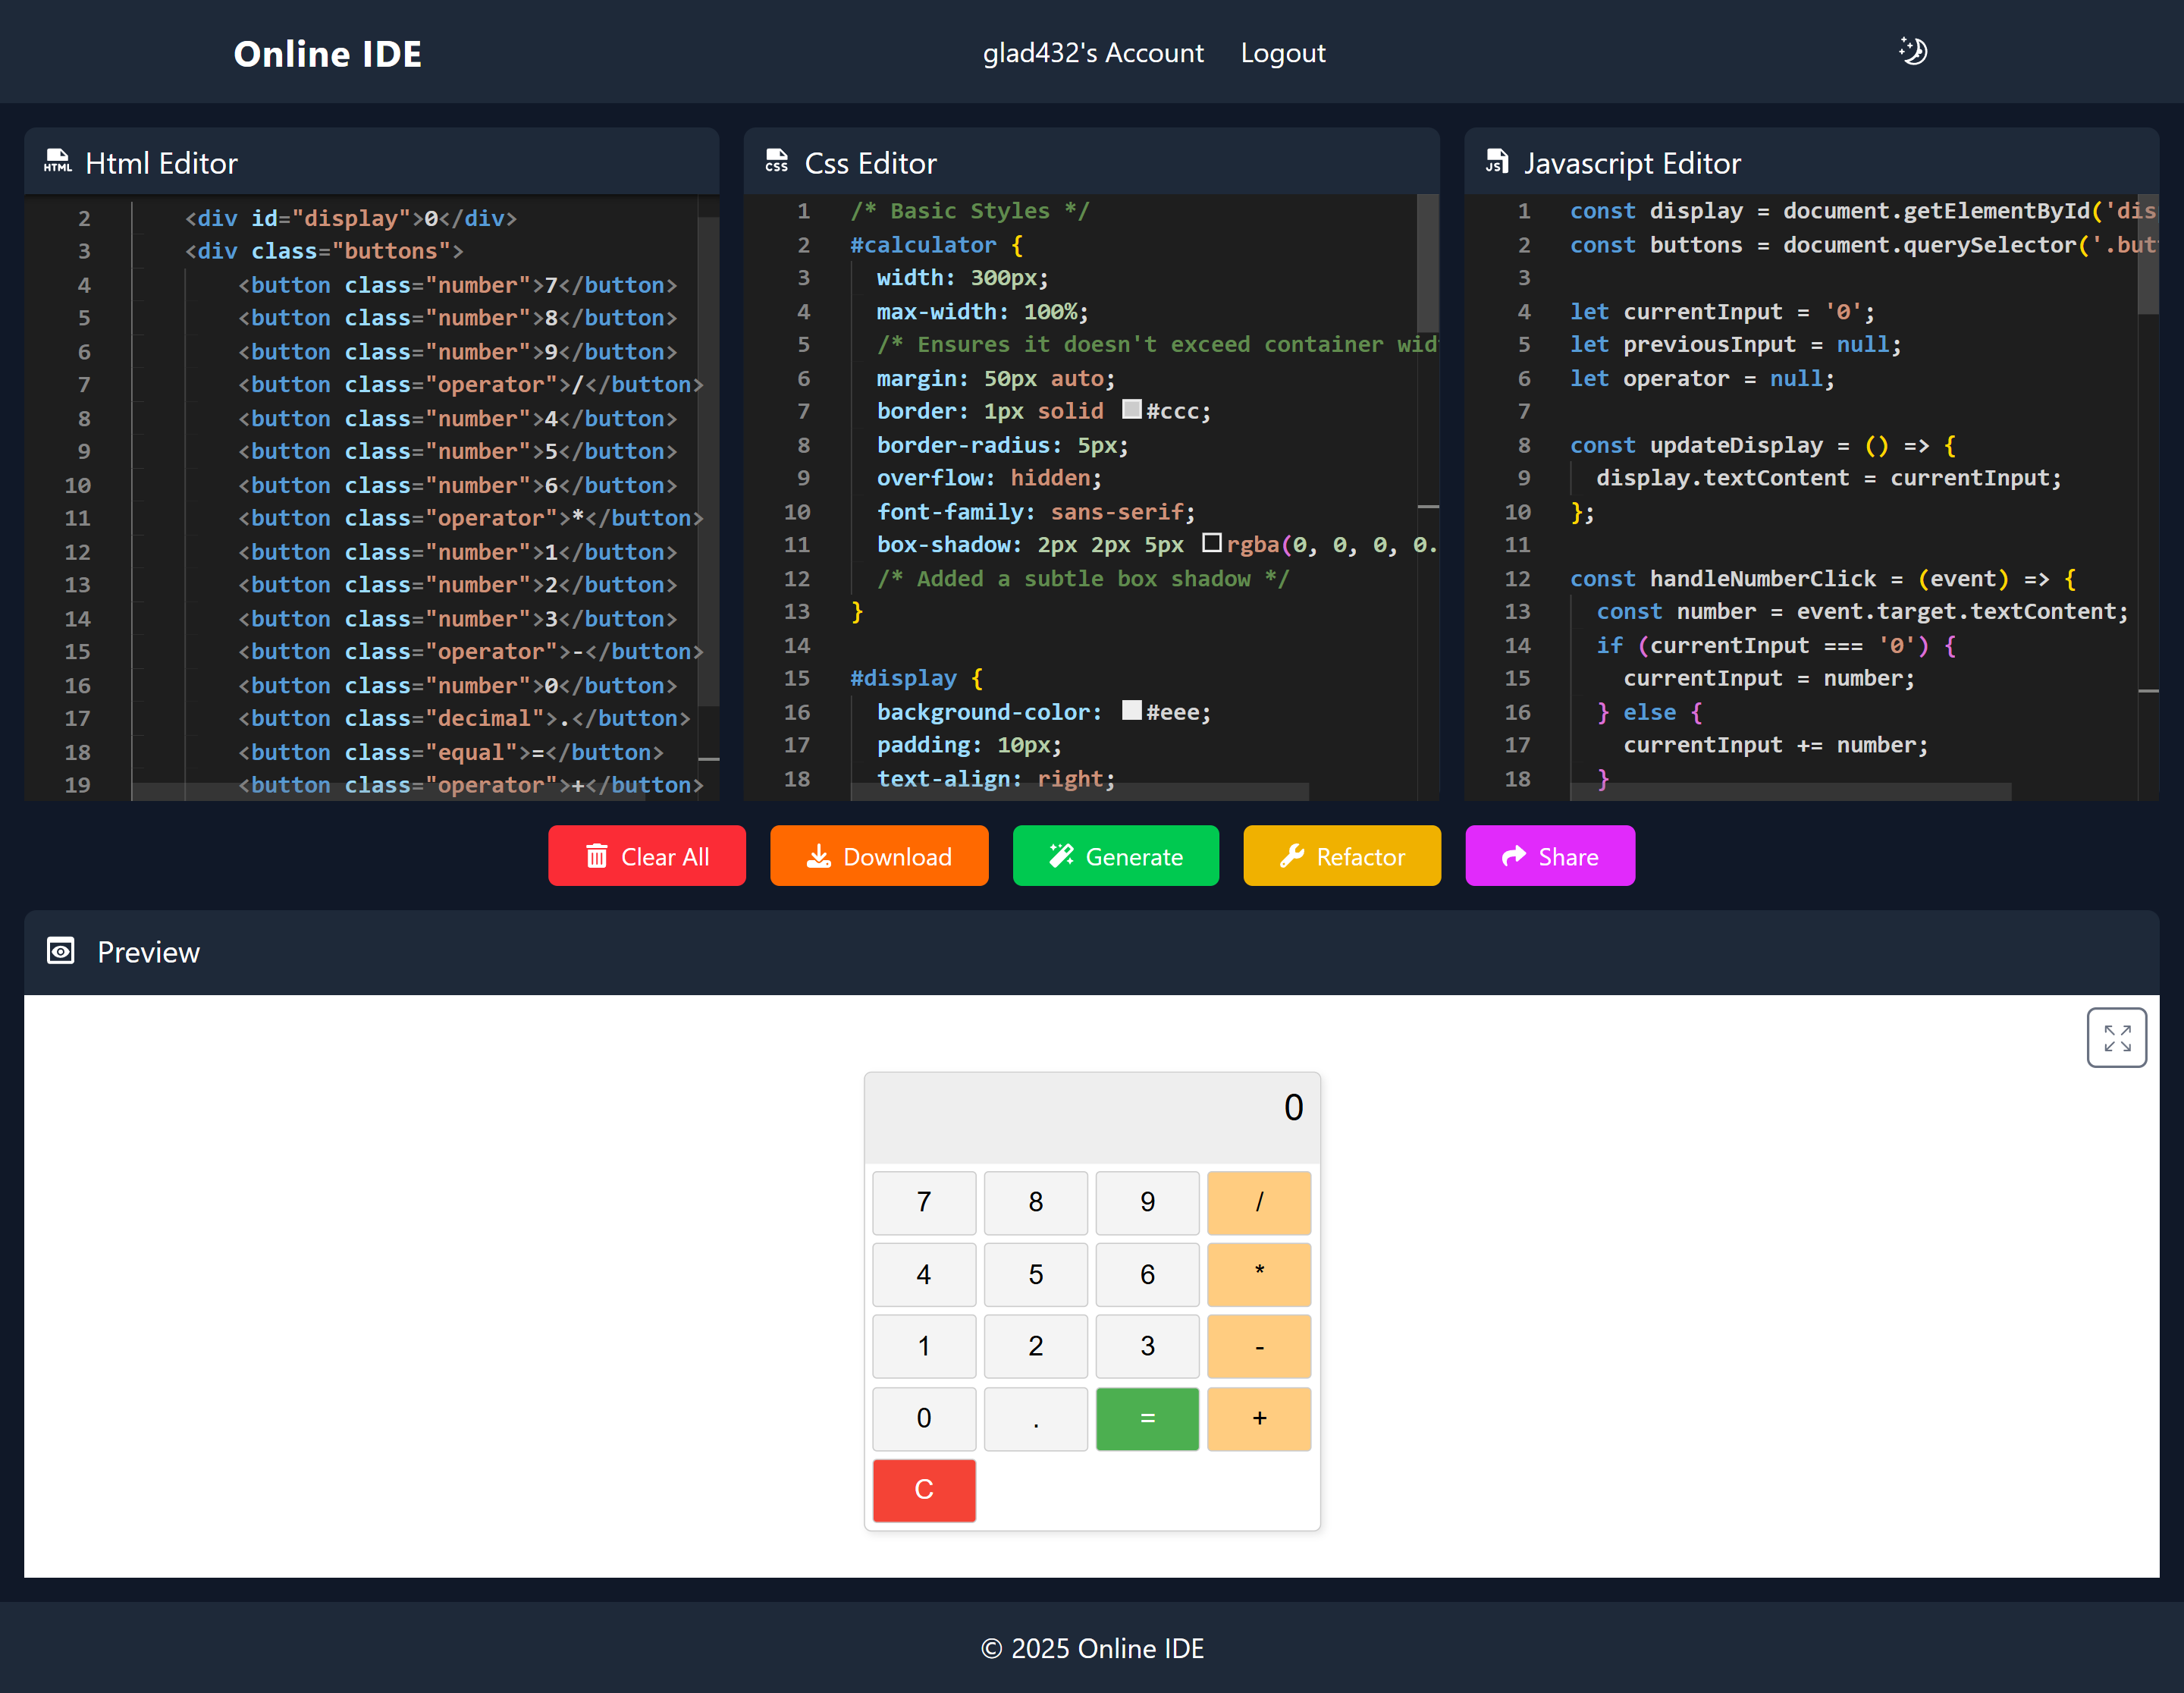 Online IDE
glad432's Account
Logout
HTML Html Editor
2 <div id="display">0</div>
3 <div class="buttons">
4 <button class="number">7</button>
5 <button class="number">8</button>
6 <button class="number">9</button>
7 <button class="operator">/</button>
8 <button class="number">4</button>
9 <button class="number">5</button>
10 <button class="number">6</button>
11 <button class="operator">*</button>
12 <button class="number">1</button>
13 <button class="number">2</button>
14 <button class="number">3</button>
15 <button class="operator">-</button>
16 <button class="number">0</button>
17 <button class="decimal">.</button>
18 <button class="equal">=</button>
19 <button class="operator">+</button>
CSS Css Editor
1 /* Basic Styles */
2 #calculator {
3 width: 300px;
4 max-width: 100%;
5 /* Ensures it doesn't exceed container
6 margin: 50px auto;
7 border: 1px solid #ccc;
8 border-radius: 5px;
9 overflow: hidden;
10 font-family: sans-serif;
11 box-shadow: 2px 2px 5px rgba(0, 0, 0, 0.
12 /* Added a subtle box shadow */
13 }
14
15 #display {
16 background-color: #eee;
17 padding: 10px;
18 text-align: right;
JS Javascript Editor
1 const display = document.getElementById('dis
2 const buttons = document.querySelector('.but
3
4 let currentInput = '0';
5 let previousInput = null;
6 let operator = null;
7
8 const updateDisplay = () => {
9 display.textContent = currentInput;
10 };
11
12 const handleNumberClick = (event) => {
13 const number = event.target.textContent;
14 if (currentInput === '0') {
15 currentInput = number;
16 } else {
17 currentInput += number;
18 }
Clear All
Download
Generate
Refactor
Share
Preview
0
7 8 9 /
4 5 6 *
1 2 3 -
0 . = +
C
© 2025 Online IDE